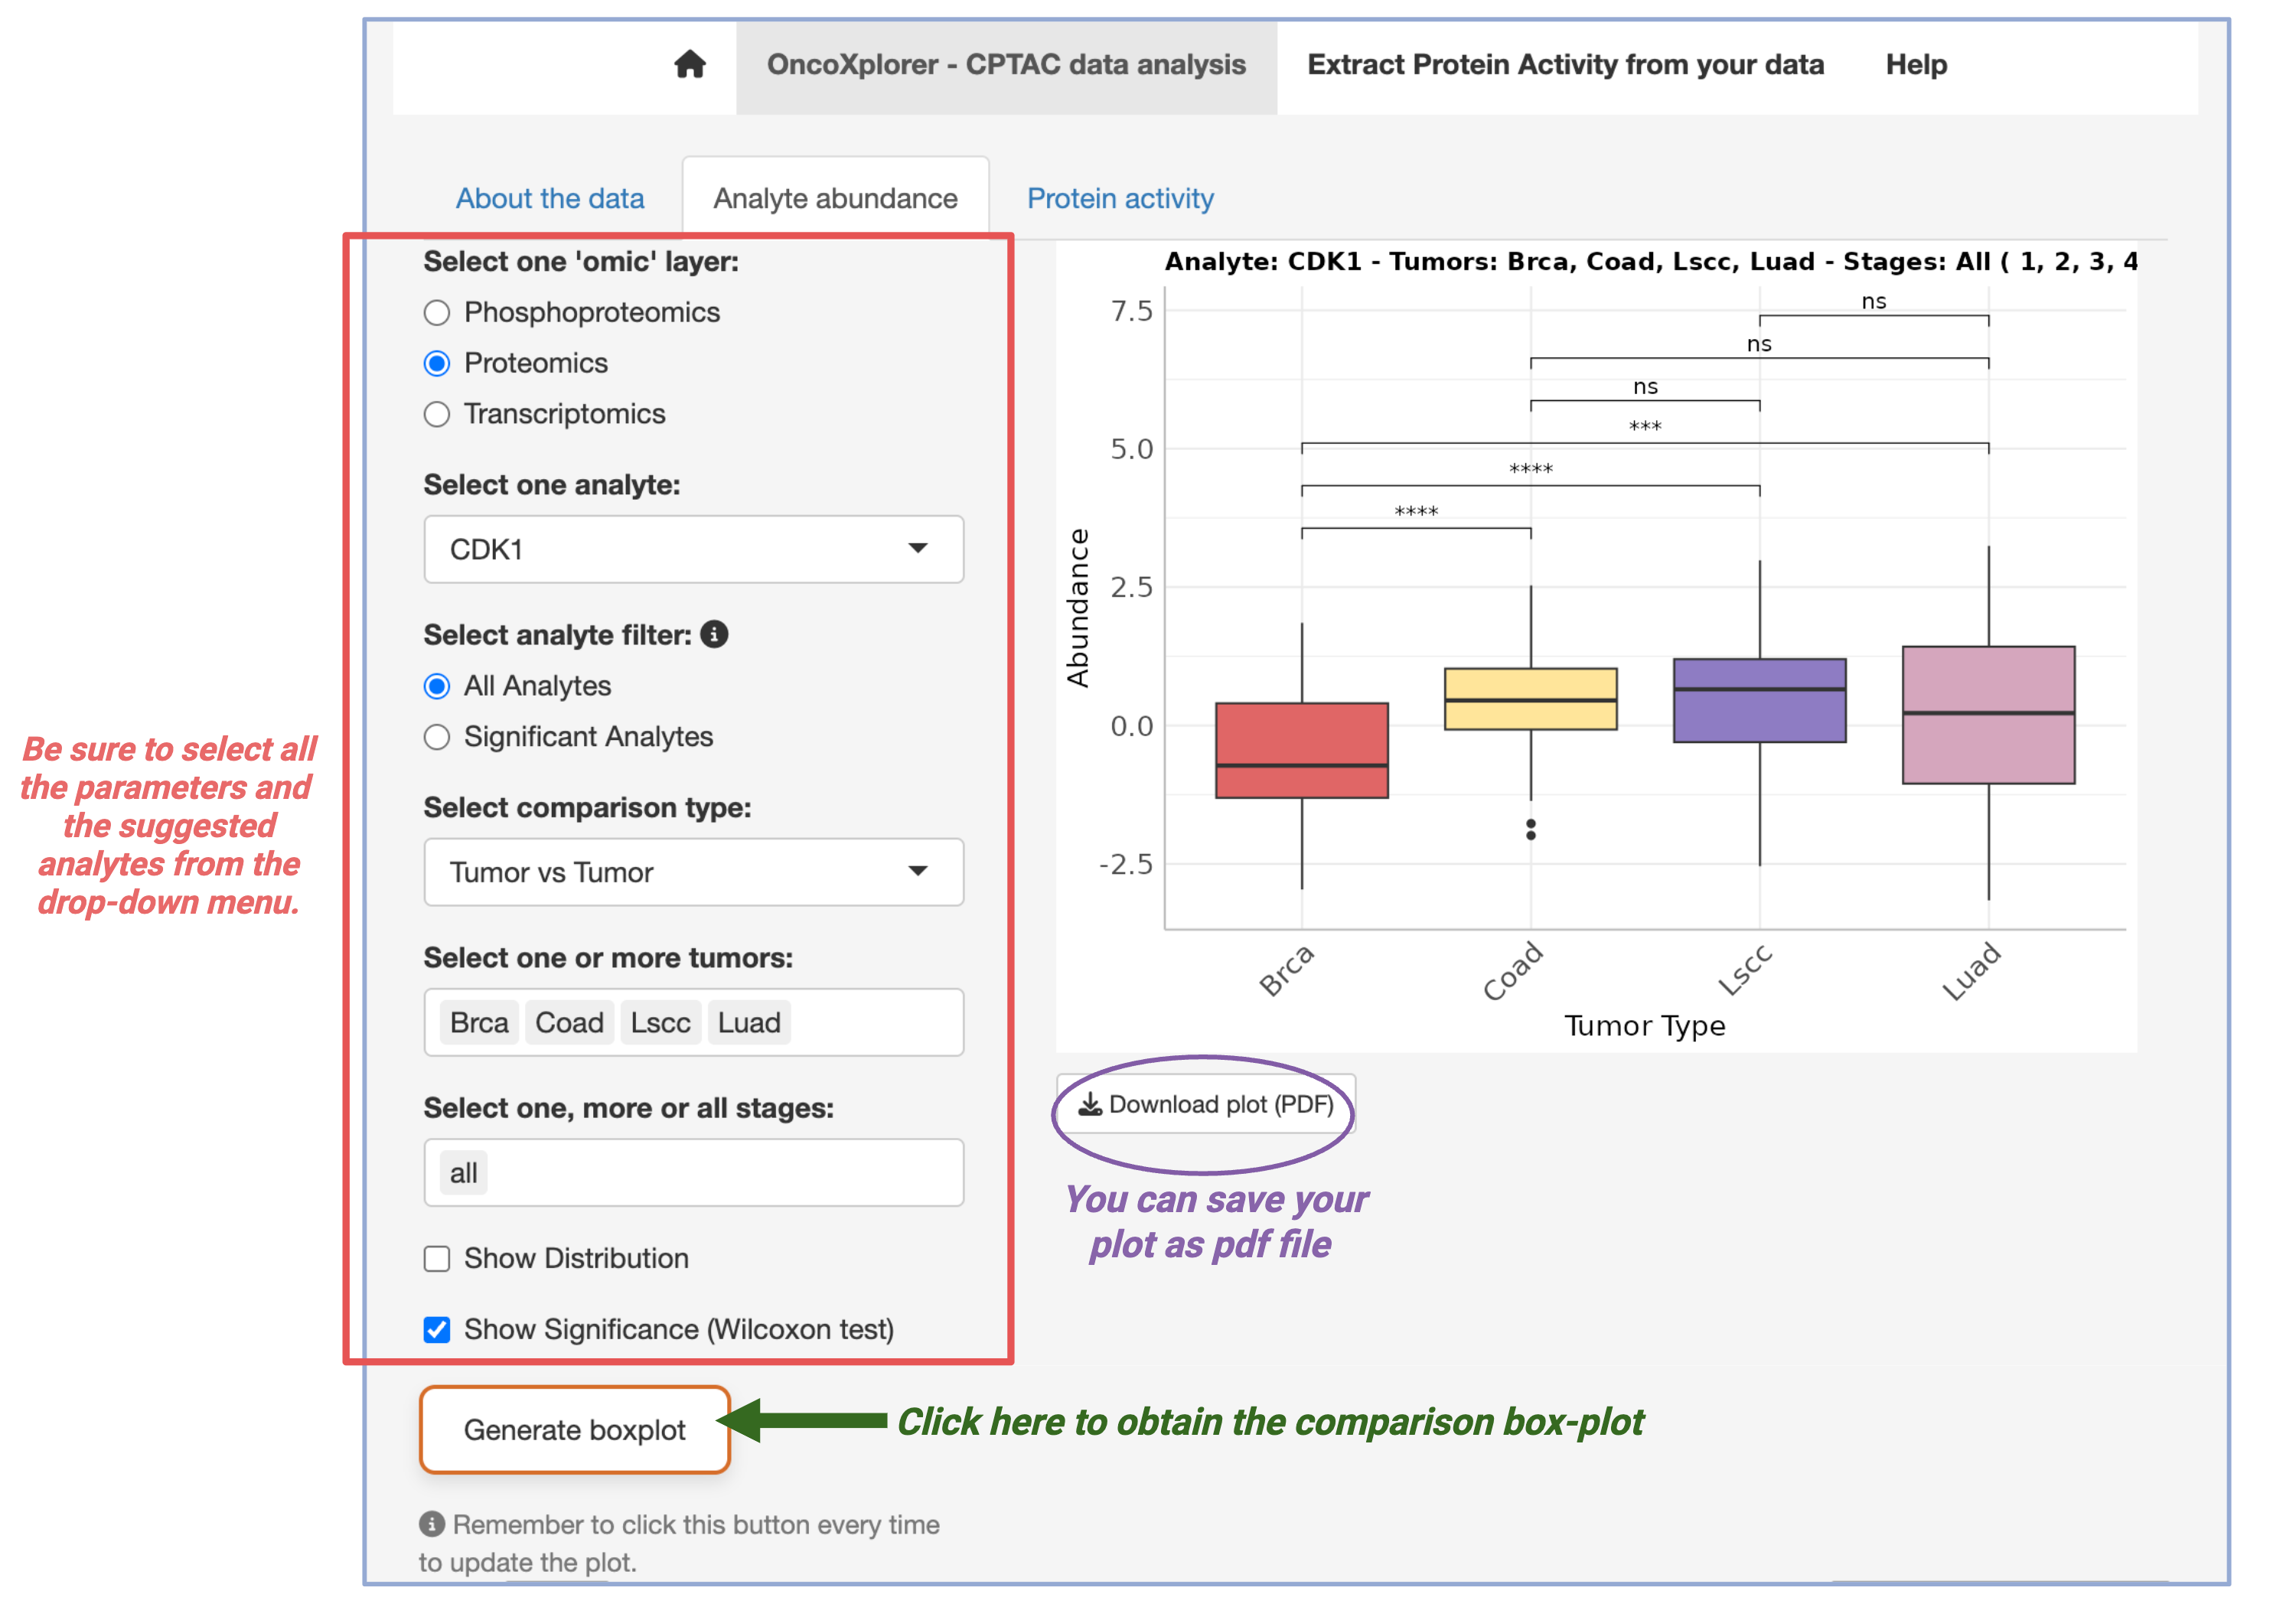 OncoXplorer - CPTAC data analysis
Extract Protein Activity from your data
Help
About the data
Analyte abundance
Protein activity
Select one 'omic' layer:
Phosphoproteomics
Proteomics
Transcriptomics
Select one analyte:
CDK1
Select analyte filter:
All Analytes
Significant Analytes
Select comparison type:
Tumor vs Tumor
Select one or more tumors:
Brca Coad Lscc Luad
Select one, more or all stages:
all
Show Distribution
Show Significance (Wilcoxon test)
Generate boxplot
Remember to click this button every time
to update the plot.
Be sure to select all
the parameters and
the suggested
analytes from the
drop-down menu.
Analyte: CDK1 - Tumors: Brca, Coad, Lscc, Luad - Stages: All ( 1, 2, 3, 4
7.5
5.0
2.5
0.0
-2.5
Abundance
ns
ns
ns
***
****
****
Brca
Coad
Lscc
Luad
Tumor Type
Download plot (PDF)
You can save your
plot as pdf file
Click here to obtain the comparison box-plot